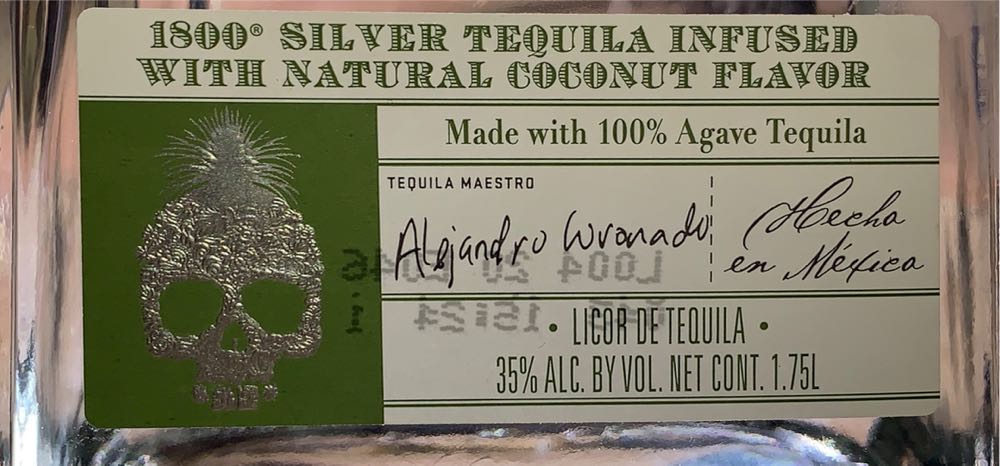 1800® SILVER TEQUILA INFUSED
WITH NATURAL COCONUT FLAVOR
Made with 100% Agave Tequila
TEQUILA MAESTRO
Alejandro Coronado
Hecho
en México
• LICOR DE TEQUILA •
35% ALC. BY VOL. NET CONT. 1.75L